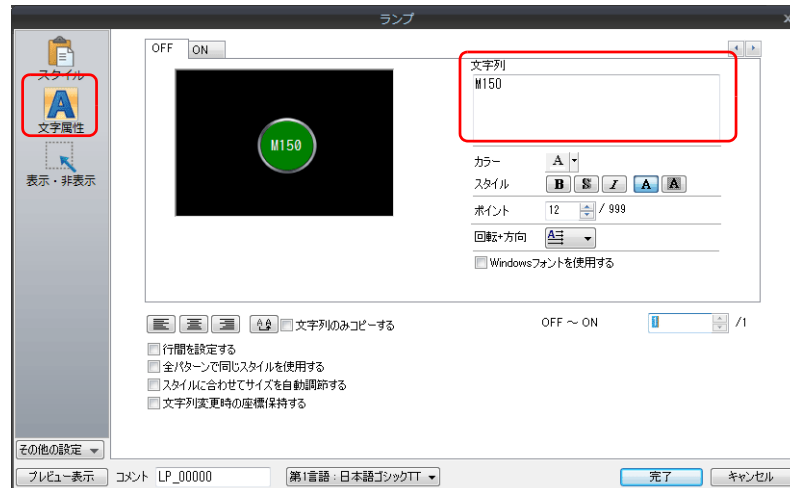 ランプ
スタイル
文字属性
表示・非表示
OFF ON
M150
文字列
M150
カラー A
スタイル B S I A A
ポイント 12 / 999
回転+方向 A
Windowsフォントを使用する
文字列のみコピーする
OFF ～ ON 1 /1
行間を設定する
全パターンで同じスタイルを使用する
スタイルに合わせてサイズを自動調節する
文字列変更時の座標保持する
その他の設定
プレビュー表示 コメント LP_00000 第1言語:日本語ゴシックTT 完了 キャンセル